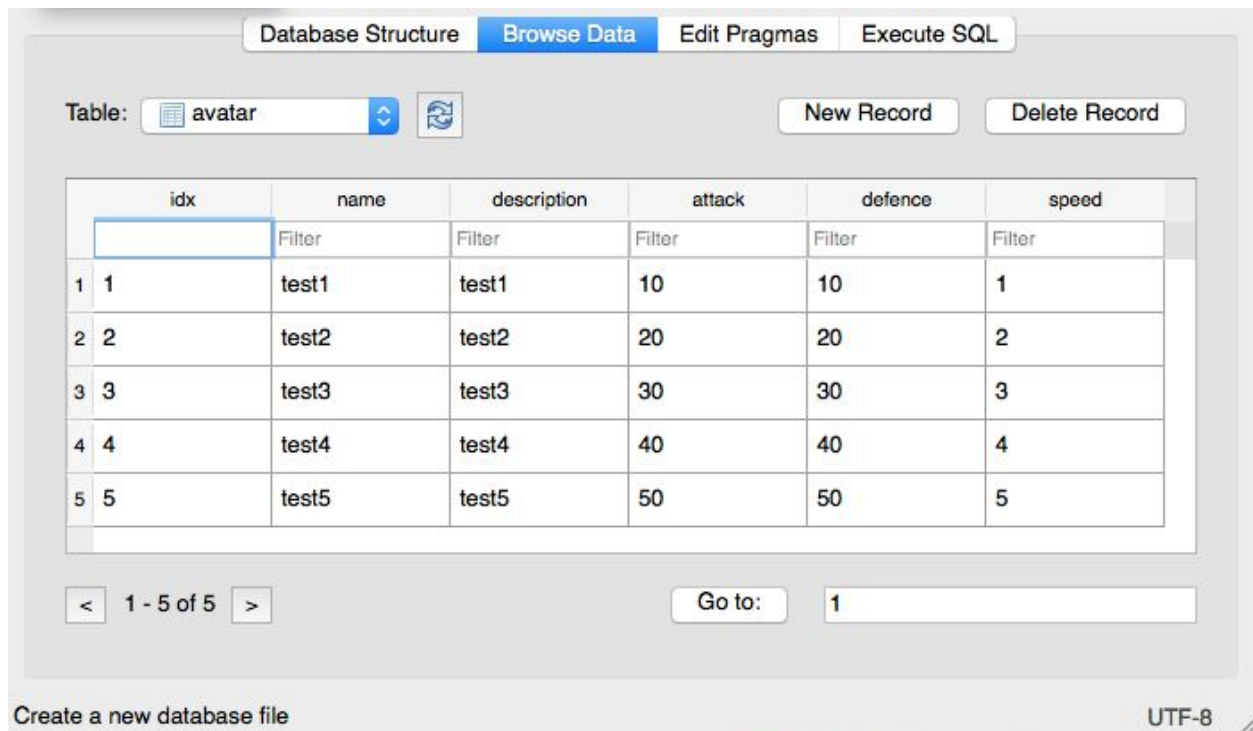 Database Structure Browse Data Edit Pragmas Execute SQL
Table: avatar New Record Delete Record
idx name description attack defence speed
Filter Filter Filter Filter Filter
1 1 test1 test1 10 10 1
2 2 test2 test2 20 20 2
3 3 test3 test3 30 30 3
4 4 test4 test4 40 40 4
5 5 test5 test5 50 50 5
< 1 - 5 of 5 > Go to: 1
Create a new database file UTF-8